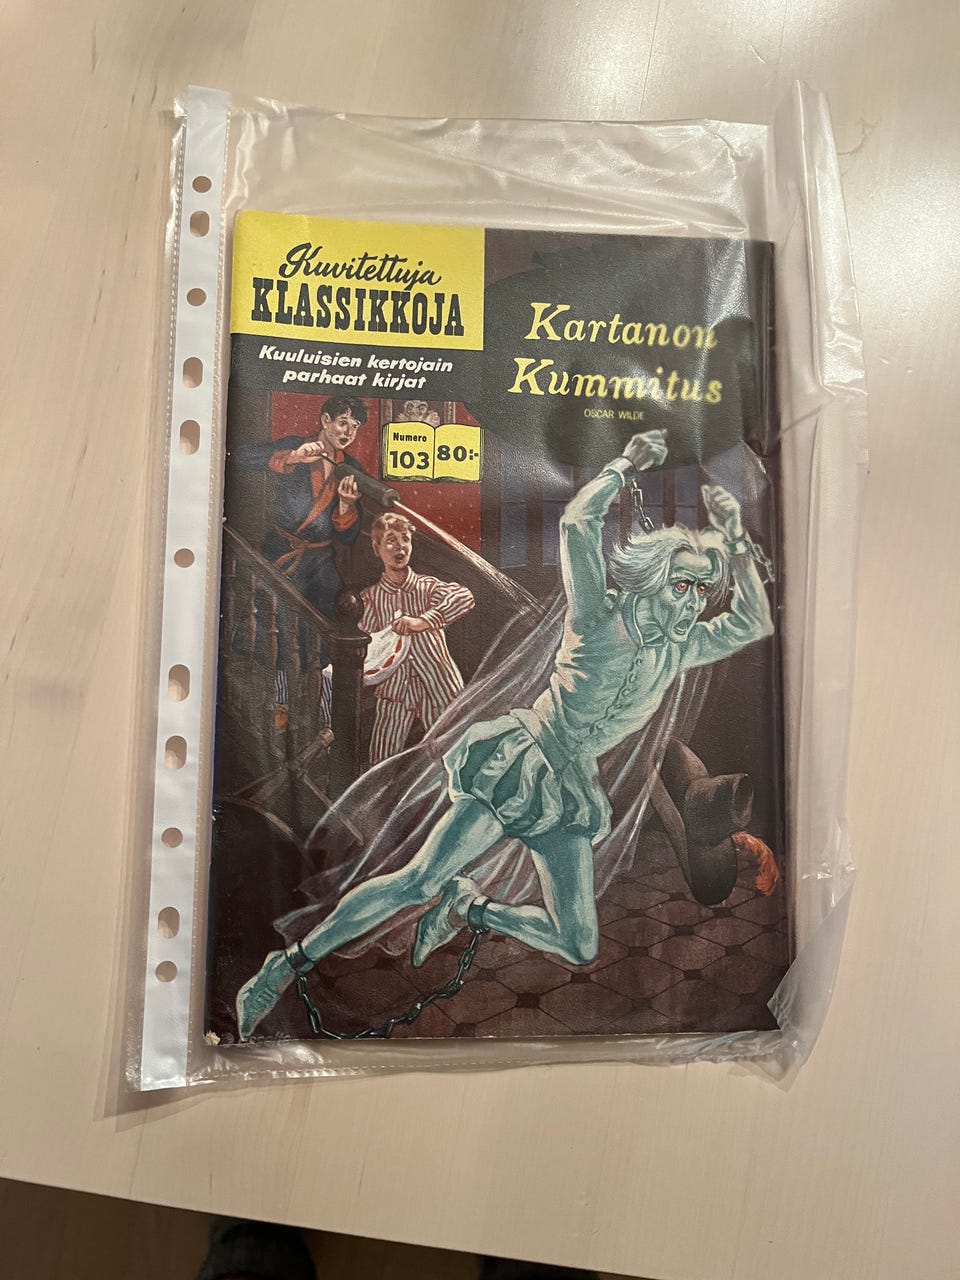 Kuvitettuja
KLASSIKKOJA
Kuuluisien kertojain
parhaat kirjat
Kartanon
Kummitus
OSCAR WILDE
Numero
103
80:-